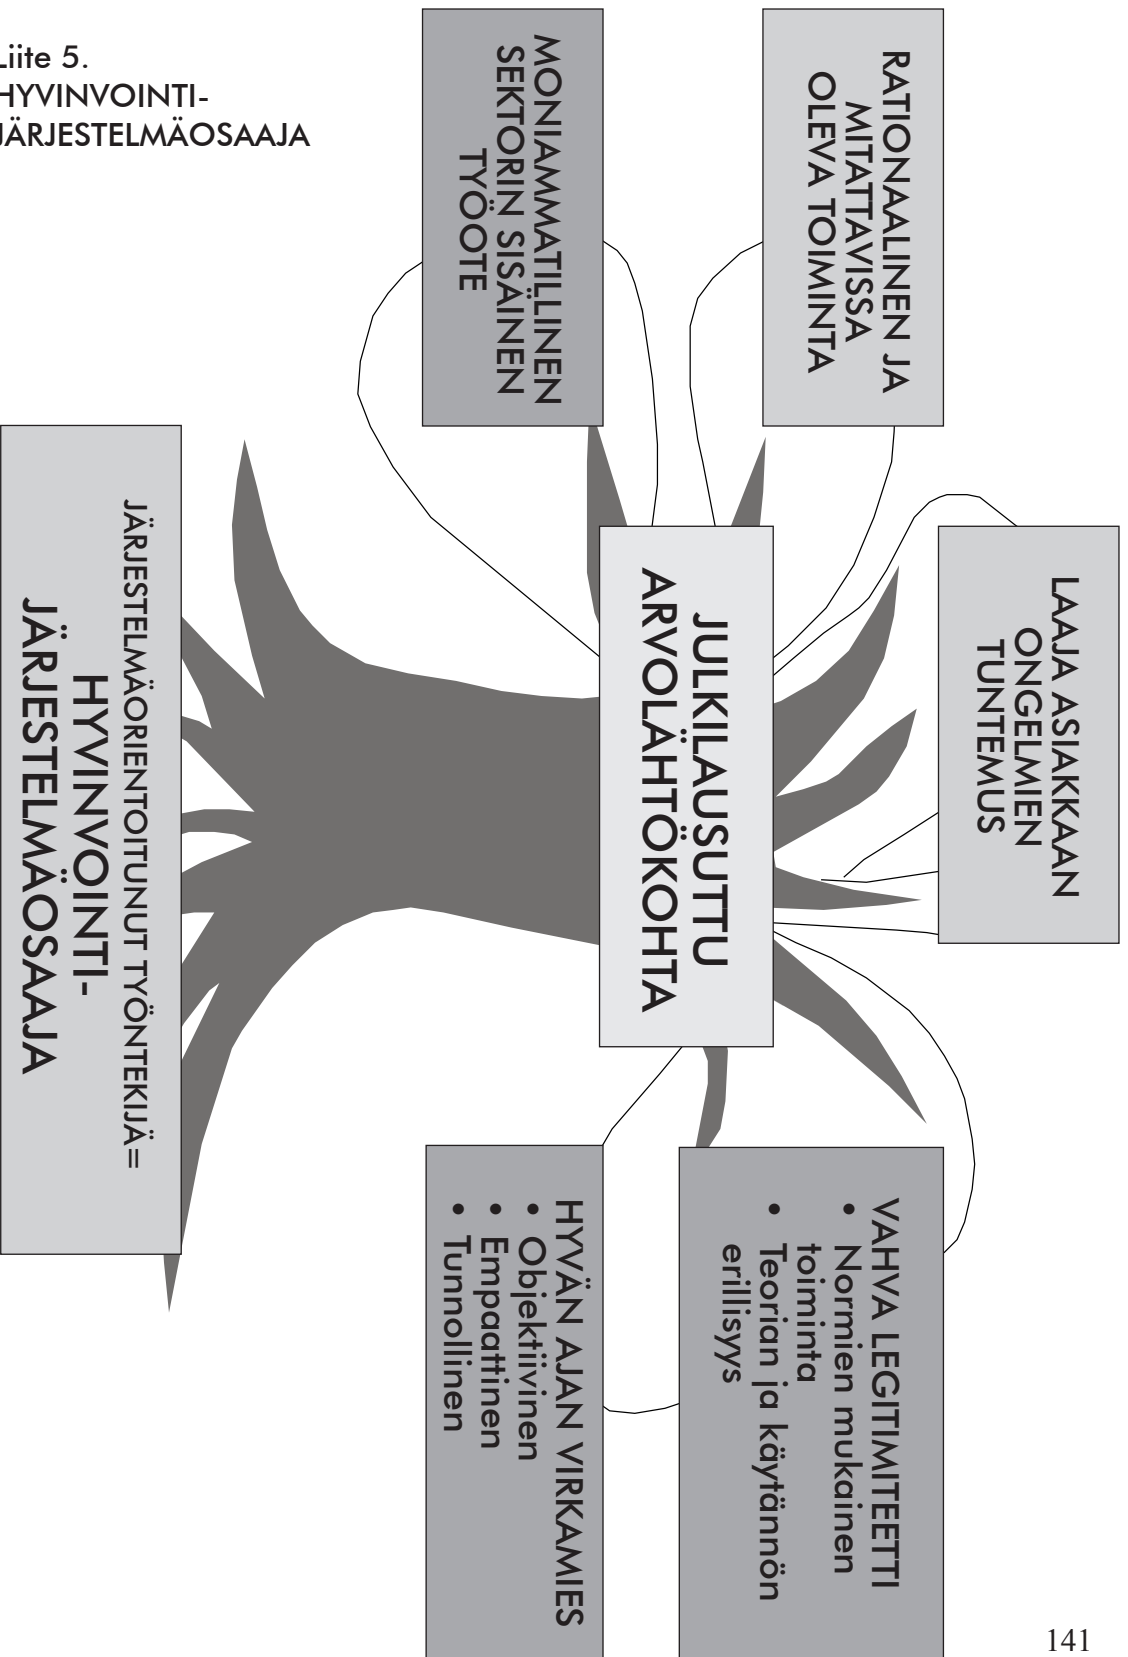 Liite 5.
HYVINVOINTI-
JÄRJESTELMÄOSAAJA
LAAJA ASIAKKAAN
ONGELMIEN
TUNTEMUS
RATIONAALINEN JA
MITATTAVISSA
OLEVA TOIMINTA
VAHVA LEGITIMITEETTI
• Normien mukainen
toiminta
• Teorian ja käytännön
erillisyys
JULKILAUSUTTU
ARVOLÄHTÖKOHTA
MONIAMMATILLINEN
SEKTORIN SISÄINEN
TYÖOTE
HYVÄN AJAN VIRKAMIES
• Objektiivinen
• Empaattinen
• Tunnollinen
JÄRJESTELMÄORIENTOITUNUT TYÖNTEKIJÄ=
HYVINVOINTI-
JÄRJESTELMÄOSAAJA
141